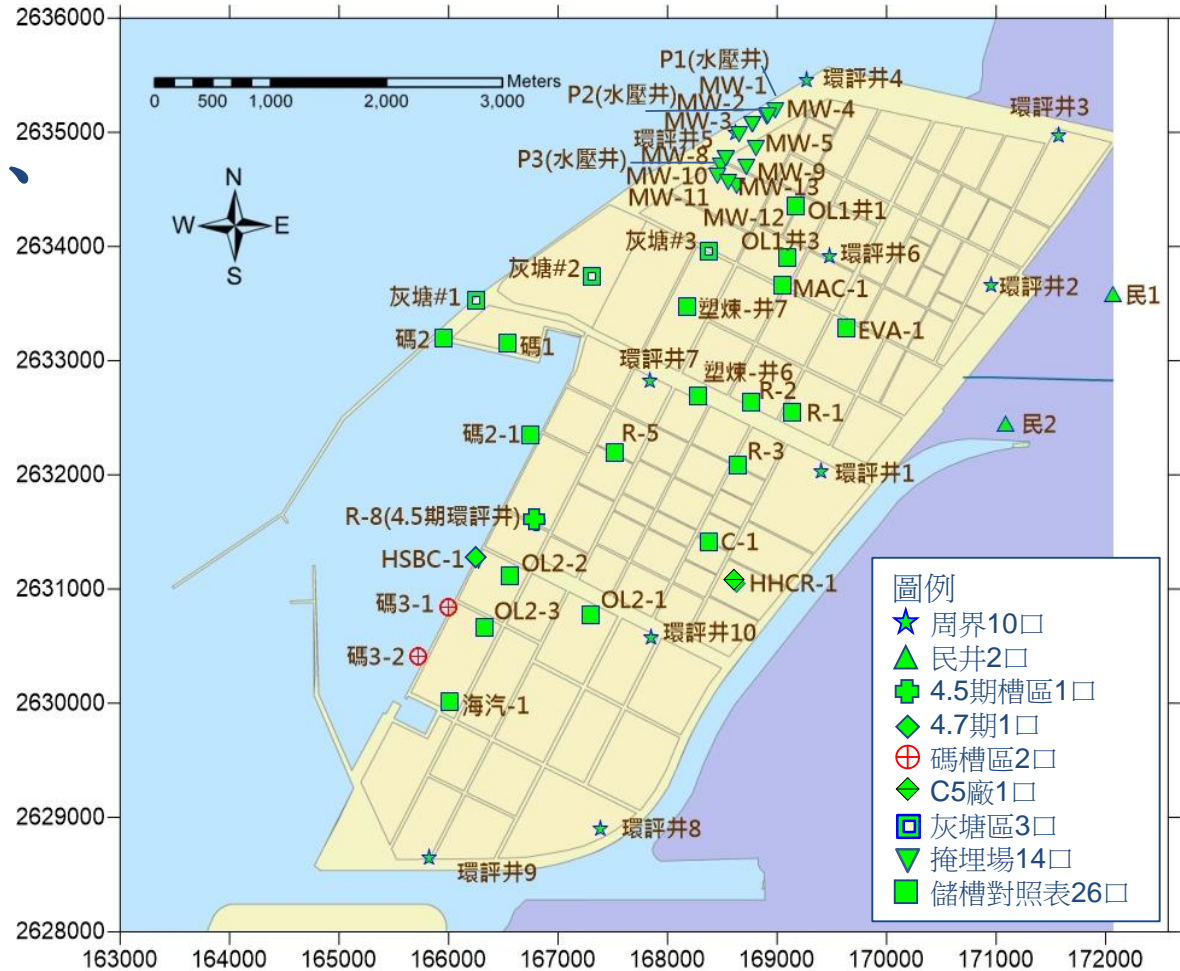 2636000
2635000
2634000
2633000
2632000
2631000
2630000
2629000
2628000
163000
164000
165000
166000
167000
168000
169000
170000
171000
172000
Meters
0 500 1,000 2,000 3,000
N
W E
S
P1(水壓井)
MW-1
P2(水壓井)
MW-2
MW-3
MW-4
環評井4
環評井3
環評井5
MW-5
P3(水壓井)
MW-8
MW-9
MW-10
MW-13
MW-11
MW-12
OL1井1
灰塘#3
OL1井3
環評井6
灰塘#2
MAC-1
環評井2
民1
灰塘#1
塑煉-井7
EVA-1
碼2
碼1
環評井7
塑煉-井6
R-2
R-1
碼2-1
R-5
R-3
民2
環評井1
R-8(4.5期環評井)
C-1
HSBC-1
OL2-2
HHCR-1
碼3-1
OL2-3
OL2-1
環評井10
碼3-2
海汽-1
環評井8
環評井9
圖例
周界10口
民井2口
4.5期槽區1口
4.7期1口
碼槽區2口
C5廠1口
灰塘區3口
掩埋場14口
儲槽對照表26口